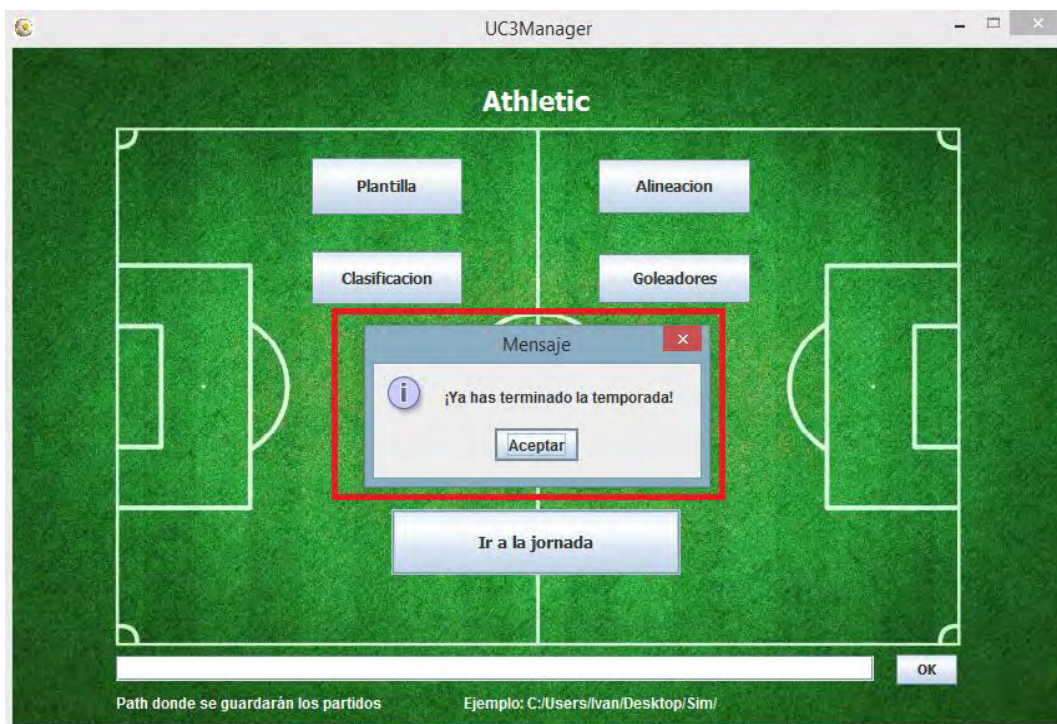 UC3Manager
Athletic
Plantilla
Alineacion
Clasificacion
Goleadores
Mensaje
¡Ya has terminado la temporada!
Aceptar
Ir a la jornada
OK
Path donde se guardarán los partidos
Ejemplo: C:/Users/Ivan/Desktop/Sim/